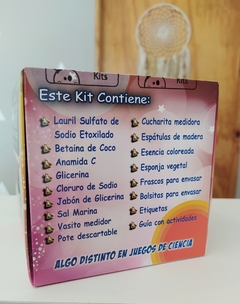 Kits
Kits
Este Kit Contiene:
Lauril Sulfato de
Sodio Etoxilado
Betaina de Coco
Anamida C
Glicerina
Cloruro de Sodio
Jabón de Glicerina
Sal Marina
Vasito medidor
Pote descartable
Cucharita medidora
Espátulas de madera
Esencia coloreada
Esponja vegetal
Frascos para envasar
Bolsitas para envasar
Etiquetas
Guía con actividades
ALGO DISTINTO EN JUEGOS DE CIENCIA